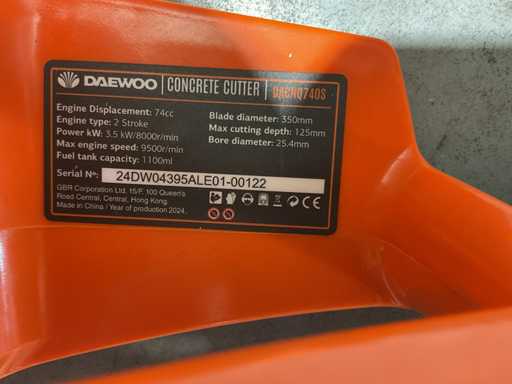 DAEWOO CONCRETE CUTTER DACNQ740S
Engine Displacement: 74cc
Engine type: 2 Stroke
Power kW: 3.5 kW/8000r/min
Max engine speed: 9500r/min
Fuel tank capacity: 1100ml
Blade diameter: 350mm
Max cutting depth: 125mm
Bore diameter: 25.4mm
Serial Nº: 24DW04395ALE01-00122
GBR Corporation Ltd. 15/F, 100 Queen's
Road Central, Central, Hong Kong
Made in China / Year of production 2024.